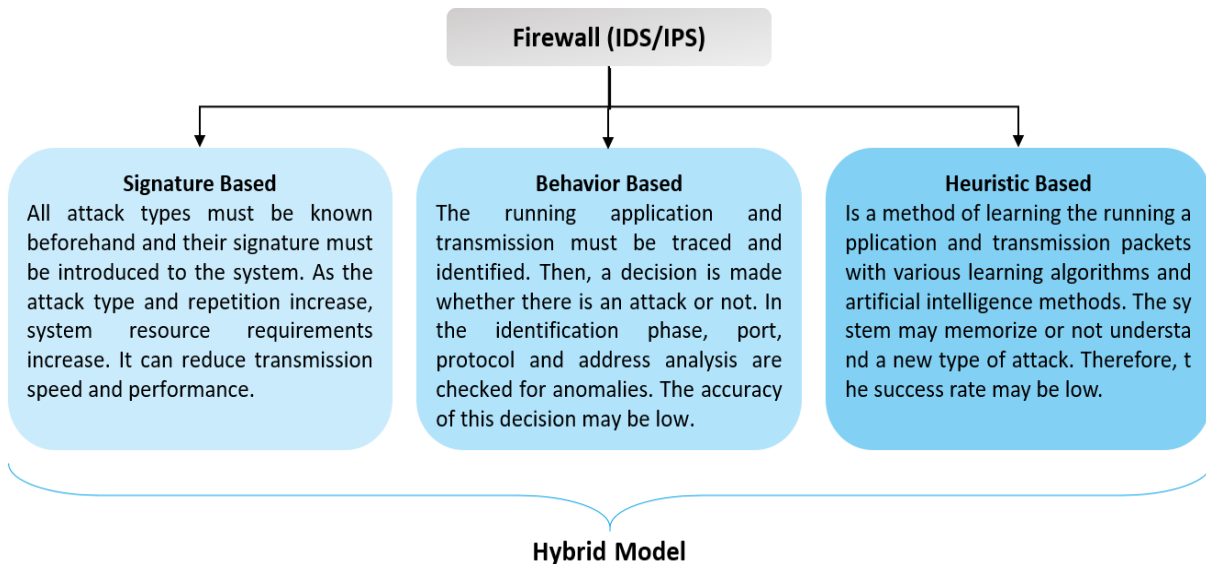 Firewall (IDS/IPS)
Signature Based
All attack types must be known
beforehand and their signature must
be introduced to the system. As the
attack type and repetition increase,
system resource requirements
increase. It can reduce transmission
speed and performance.
Behavior Based
The running application and
transmission must be traced and
identified. Then, a decision is made
whether there is an attack or not. In
the identification phase, port,
protocol and address analysis are
checked for anomalies. The accuracy
of this decision may be low.
Heuristic Based
Is a method of learning the running a
pplication and transmission packets
with various learning algorithms and
artificial intelligence methods. The sy
stem may memorize or not understa
nd a new type of attack. Therefore, t
he success rate may be low.
Hybrid Model